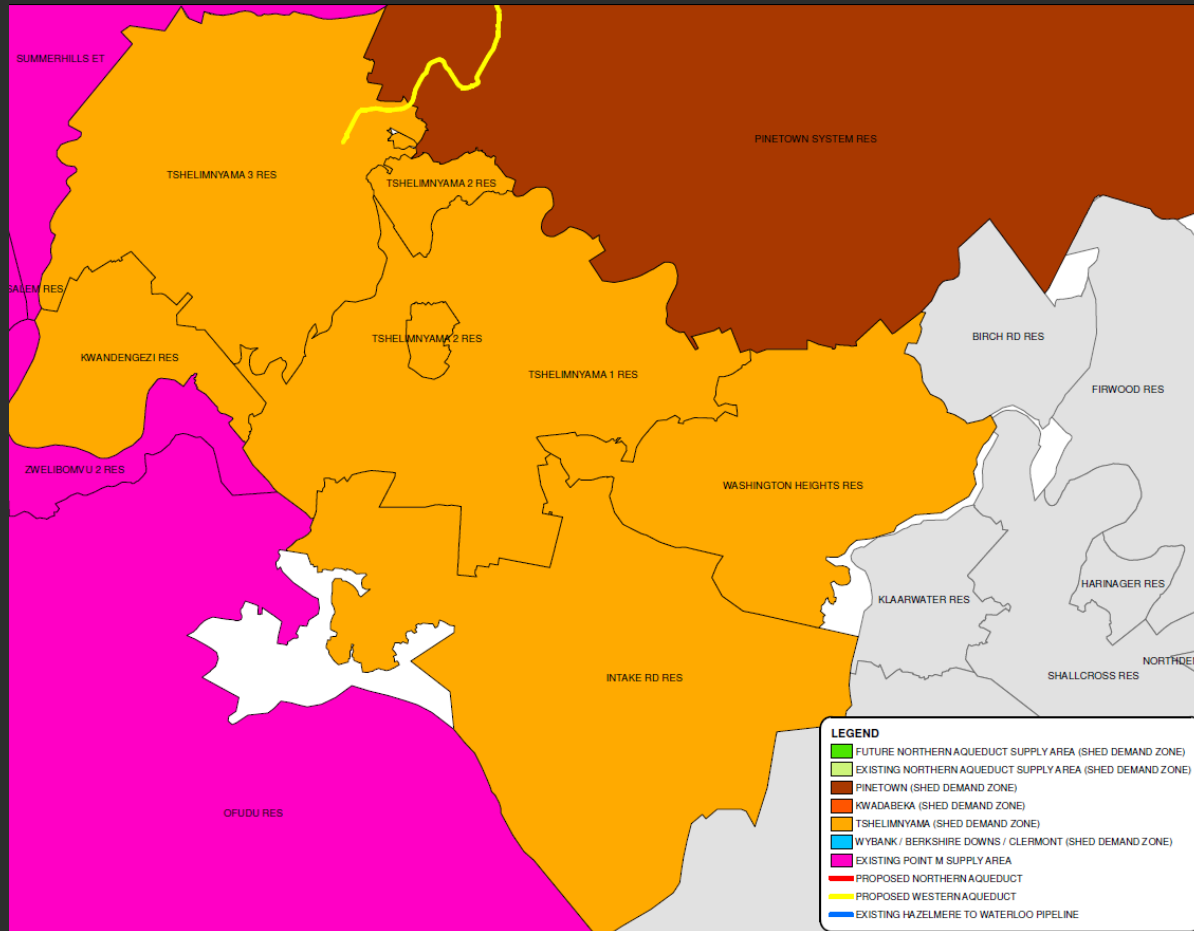 SUMMERHILLS ET
PINETOWN SYSTEM RES
TSHELIMNYAMA 3 RES
TSHELIMNYAMA 2 RES
SALEM RES
BIRCH RD RES
TSHELIMNYAMA 2 RES
KWANDENGEZI RES
TSHELIMNYAMA 1 RES
FIRWOOD RES
ZWELIBOMVU 2 RES
WASHINGTON HEIGHTS RES
HARINAGER RES
KLAARWATER RES
NORTHDE
SHALLCROSS RES
INTAKE RD RES
OFUDU RES
LEGEND
FUTURE NORTHERN AQUEDUCT SUPPLY AREA (SHED DEMAND ZONE)
EXISTING NORTHERN AQUEDUCT SUPPLY AREA (SHED DEMAND ZONE)
PINETOWN (SHED DEMAND ZONE)
KWADABEKA (SHED DEMAND ZONE)
TSHELIMNYAMA (SHED DEMAND ZONE)
WYBANK / BERKSHIRE DOWNS / CLERMONT (SHED DEMAND ZONE)
EXISTING POINT M SUPPLY AREA
PROPOSED NORTHERN AQUEDUCT
PROPOSED WESTERN AQUEDUCT
EXISTING HAZELMERE TO WATERLOO PIPELINE